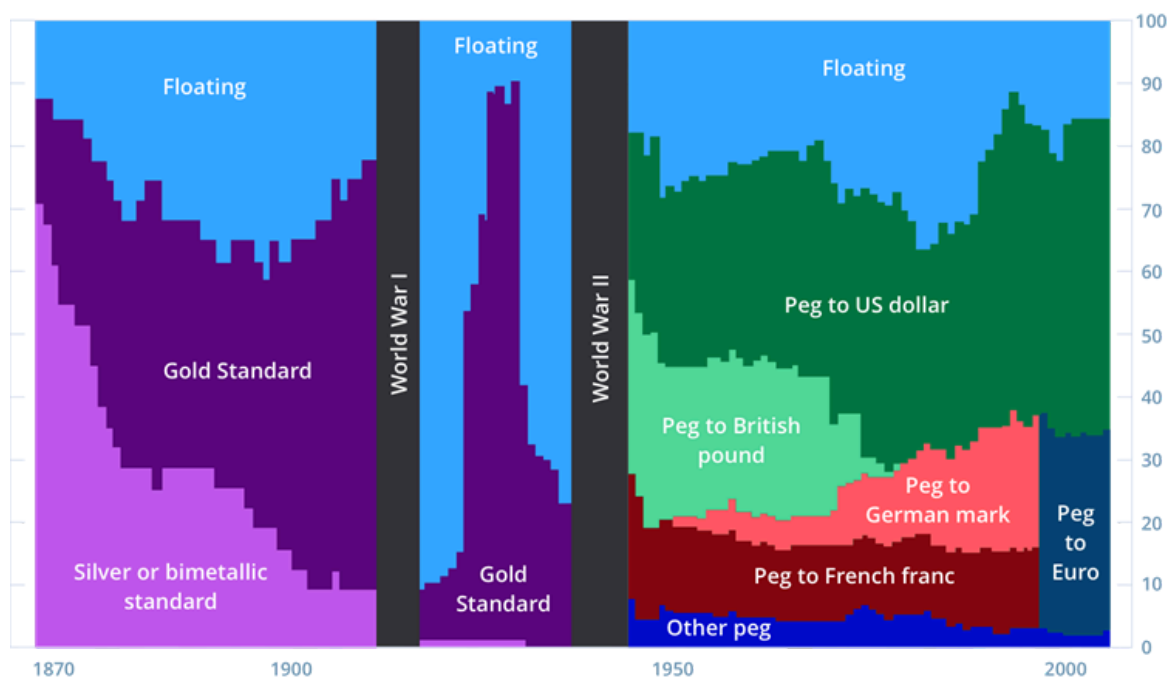 Floating
Gold Standard
Silver or bimetallic
standard
World War I
Floating
Gold
Standard
World War II
Floating
Peg to US dollar
Peg to British
pound
Peg to
German mark
Peg to French franc
Other peg
Peg
to
Euro
100
90
80
70
60
50
40
30
20
10
0
1870
1900
1950
2000